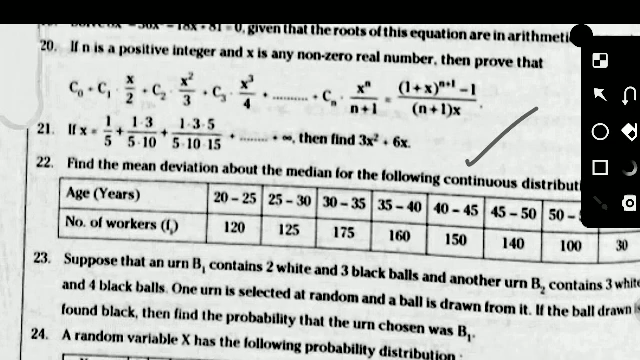 given that the roots of this equation are in arithmeti
20. If n is a positive integer and x is any non-zero real number, then prove that
C₀ + C₁ · x/2 + C₂ · x²/3 + C₃ · x³/4 + .......... + Cₙ · xⁿ/(n+1) = ((1+x)ⁿ⁺¹ − 1)/((n+1)x).
21. If x = 1/5 + (1·3)/(5·10) + (1·3·5)/(5·10·15) + ........ + ∞, then find 3x² + 6x.
22. Find the mean deviation about the median for the following continuous distributi
Age (Years) 20 – 25 25 – 30 30 – 35 35 – 40 40 – 45 45 – 50 50 –
No. of workers (fᵢ) 120 125 175 160 150 140 100 30
23. Suppose that an urn B₁ contains 2 white and 3 black balls and another urn B₂ contains 3 white
and 4 black balls. One urn is selected at random and a ball is drawn from it. If the ball drawn
found black, then find the probability that the urn chosen was B₁.
24. A random variable X has the following probability distribution